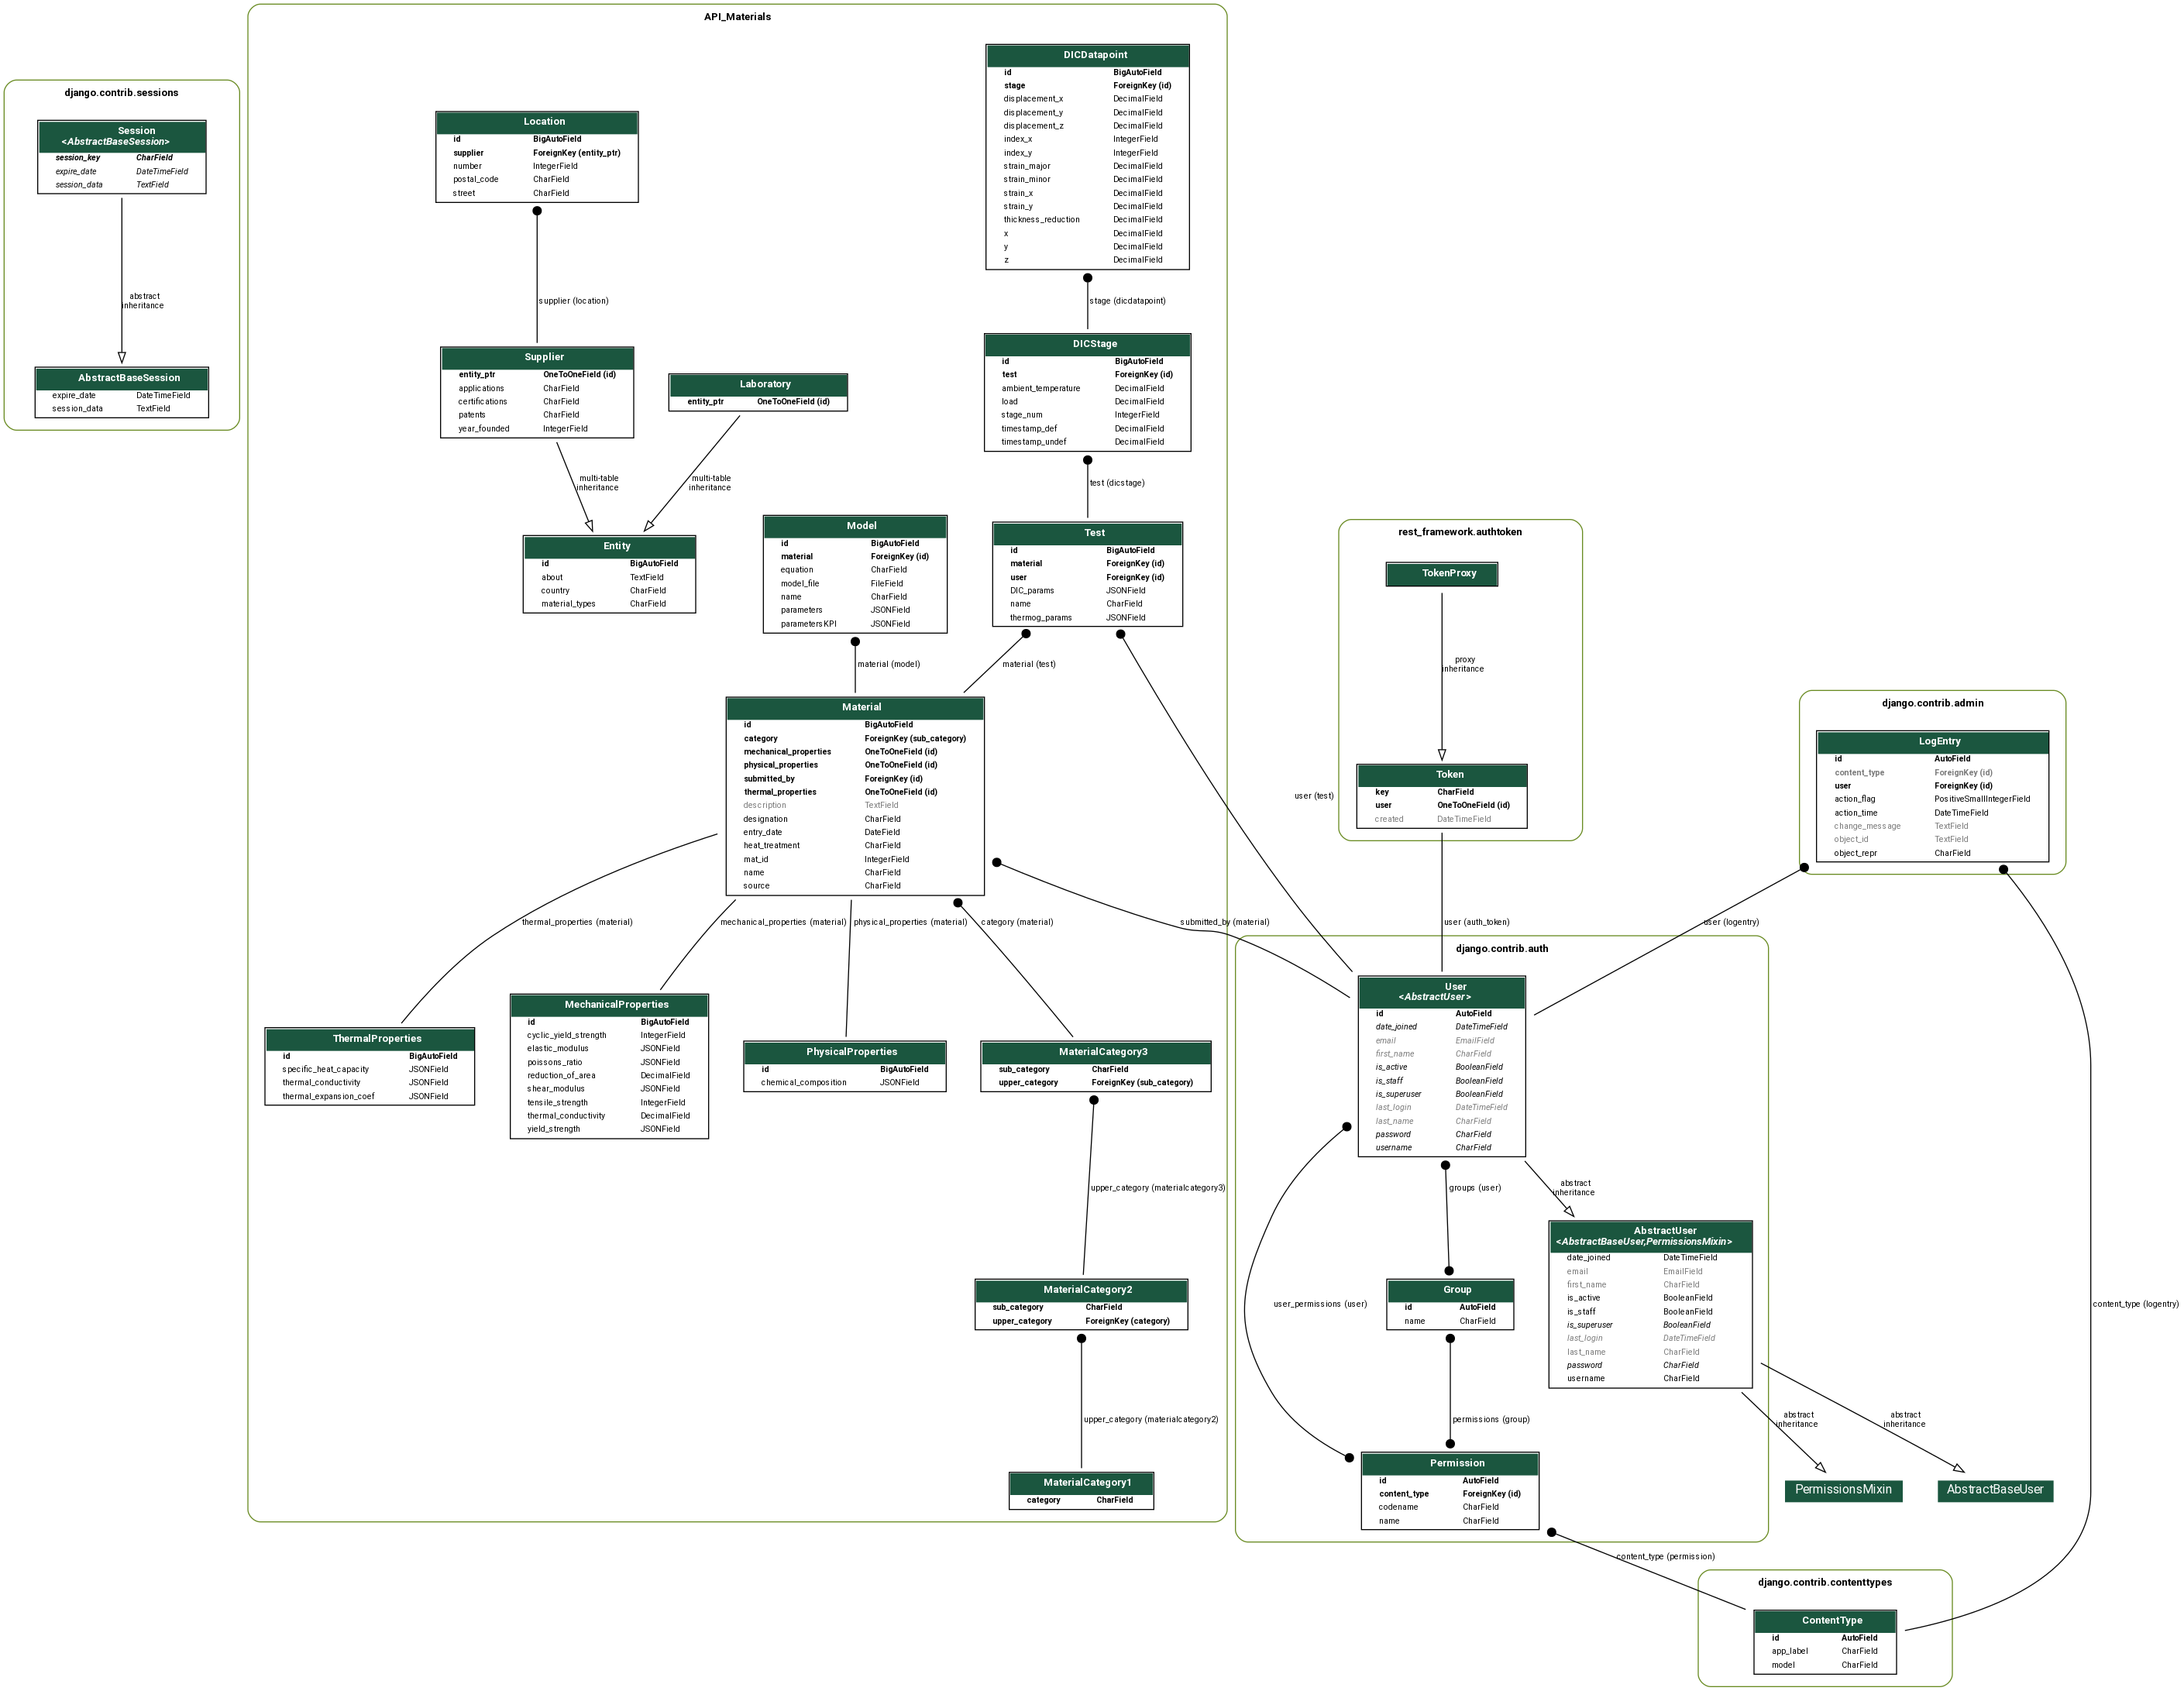 API_Materials
django.contrib.sessions
Session
<AbstractBaseSession>
session_key CharField
expire_date DateTimeField
session_data TextField
abstract
inheritance
AbstractBaseSession
expire_date DateTimeField
session_data TextField
DICDatapoint
id BigAutoField
stage ForeignKey (id)
displacement_x DecimalField
displacement_y DecimalField
displacement_z DecimalField
index_x IntegerField
index_y IntegerField
strain_major DecimalField
strain_minor DecimalField
strain_x DecimalField
strain_y DecimalField
thickness_reduction DecimalField
x DecimalField
y DecimalField
z DecimalField
Location
id BigAutoField
supplier ForeignKey (entity_ptr)
number IntegerField
postal_code CharField
street CharField
supplier (location)
stage (dicdatapoint)
Supplier
entity_ptr OneToOneField (id)
applications CharField
certifications CharField
patents CharField
year_founded IntegerField
Laboratory
entity_ptr OneToOneField (id)
DICStage
id BigAutoField
test ForeignKey (id)
ambient_temperature DecimalField
load DecimalField
stage_num IntegerField
timestamp_def DecimalField
timestamp_undef DecimalField
multi-table
inheritance
multi-table
inheritance
test (dicstage)
Entity
id BigAutoField
about TextField
country CharField
material_types CharField
Model
id BigAutoField
material ForeignKey (id)
equation CharField
model_file FileField
name CharField
parameters JSONField
parametersKPI JSONField
Test
id BigAutoField
material ForeignKey (id)
user ForeignKey (id)
DIC_params JSONField
name CharField
thermog_params JSONField
material (model)
material (test)
user (test)
Material
id BigAutoField
category ForeignKey (sub_category)
mechanical_properties OneToOneField (id)
physical_properties OneToOneField (id)
submitted_by ForeignKey (id)
thermal_properties OneToOneField (id)
description TextField
designation CharField
entry_date DateField
heat_treatment CharField
mat_id IntegerField
name CharField
source CharField
thermal_properties (material)
mechanical_properties (material)
physical_properties (material)
category (material)
submitted_by (material)
ThermalProperties
id BigAutoField
specific_heat_capacity JSONField
thermal_conductivity JSONField
thermal_expansion_coef JSONField
MechanicalProperties
id BigAutoField
cyclic_yield_strength IntegerField
elastic_modulus JSONField
poissons_ratio JSONField
reduction_of_area DecimalField
shear_modulus JSONField
tensile_strength IntegerField
thermal_conductivity DecimalField
yield_strength JSONField
PhysicalProperties
id BigAutoField
chemical_composition JSONField
MaterialCategory3
sub_category CharField
upper_category ForeignKey (sub_category)
upper_category (materialcategory3)
MaterialCategory2
sub_category CharField
upper_category ForeignKey (category)
upper_category (materialcategory2)
MaterialCategory1
category CharField
rest_framework.authtoken
TokenProxy
proxy
inheritance
Token
key CharField
user OneToOneField (id)
created DateTimeField
user (auth_token)
django.contrib.admin
LogEntry
id AutoField
content_type ForeignKey (id)
user ForeignKey (id)
action_flag PositiveSmallIntegerField
action_time DateTimeField
change_message TextField
object_id TextField
object_repr CharField
user (logentry)
content_type (logentry)
django.contrib.auth
User
<AbstractUser>
id AutoField
date_joined DateTimeField
email EmailField
first_name CharField
is_active BooleanField
is_staff BooleanField
is_superuser BooleanField
last_login DateTimeField
last_name CharField
password CharField
username CharField
groups (user)
abstract
inheritance
user_permissions (user)
Group
id AutoField
name CharField
AbstractUser
<AbstractBaseUser,PermissionsMixin>
date_joined DateTimeField
email EmailField
first_name CharField
is_active BooleanField
is_staff BooleanField
is_superuser BooleanField
last_login DateTimeField
last_name CharField
password CharField
username CharField
permissions (group)
abstract
inheritance
abstract
inheritance
Permission
id AutoField
content_type ForeignKey (id)
codename CharField
name CharField
PermissionsMixin
AbstractBaseUser
content_type (permission)
django.contrib.contenttypes
ContentType
id AutoField
app_label CharField
model CharField